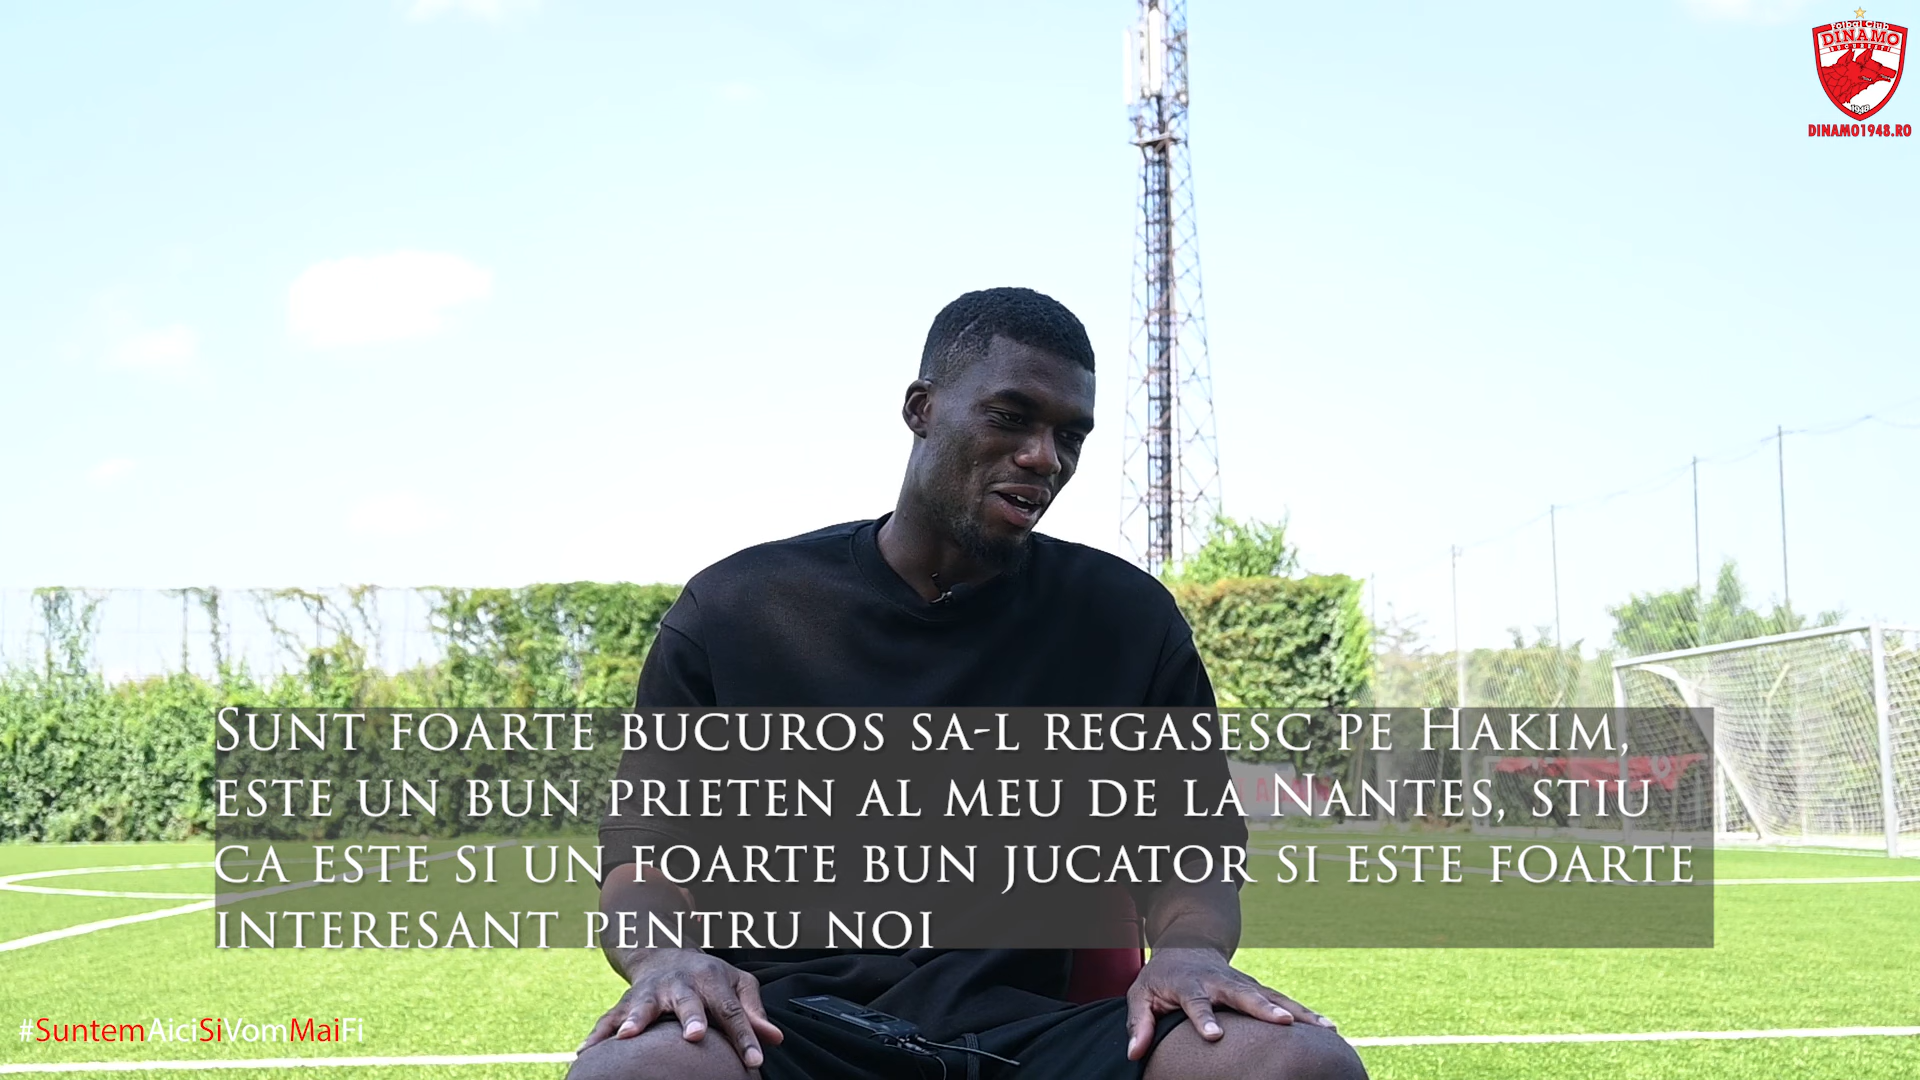 Fotbal Club
DINAMO
BUCURESTI
1948
DINAMO1948.RO
SUNT FOARTE BUCUROS SA-L REGASESC PE HAKIM,
ESTE UN BUN PRIETEN AL MEU DE LA NANTES, STIU
CA ESTE SI UN FOARTE BUN JUCATOR SI ESTE FOARTE
INTERESANT PENTRU NOI
#SuntemAiciSiVomMaiFi